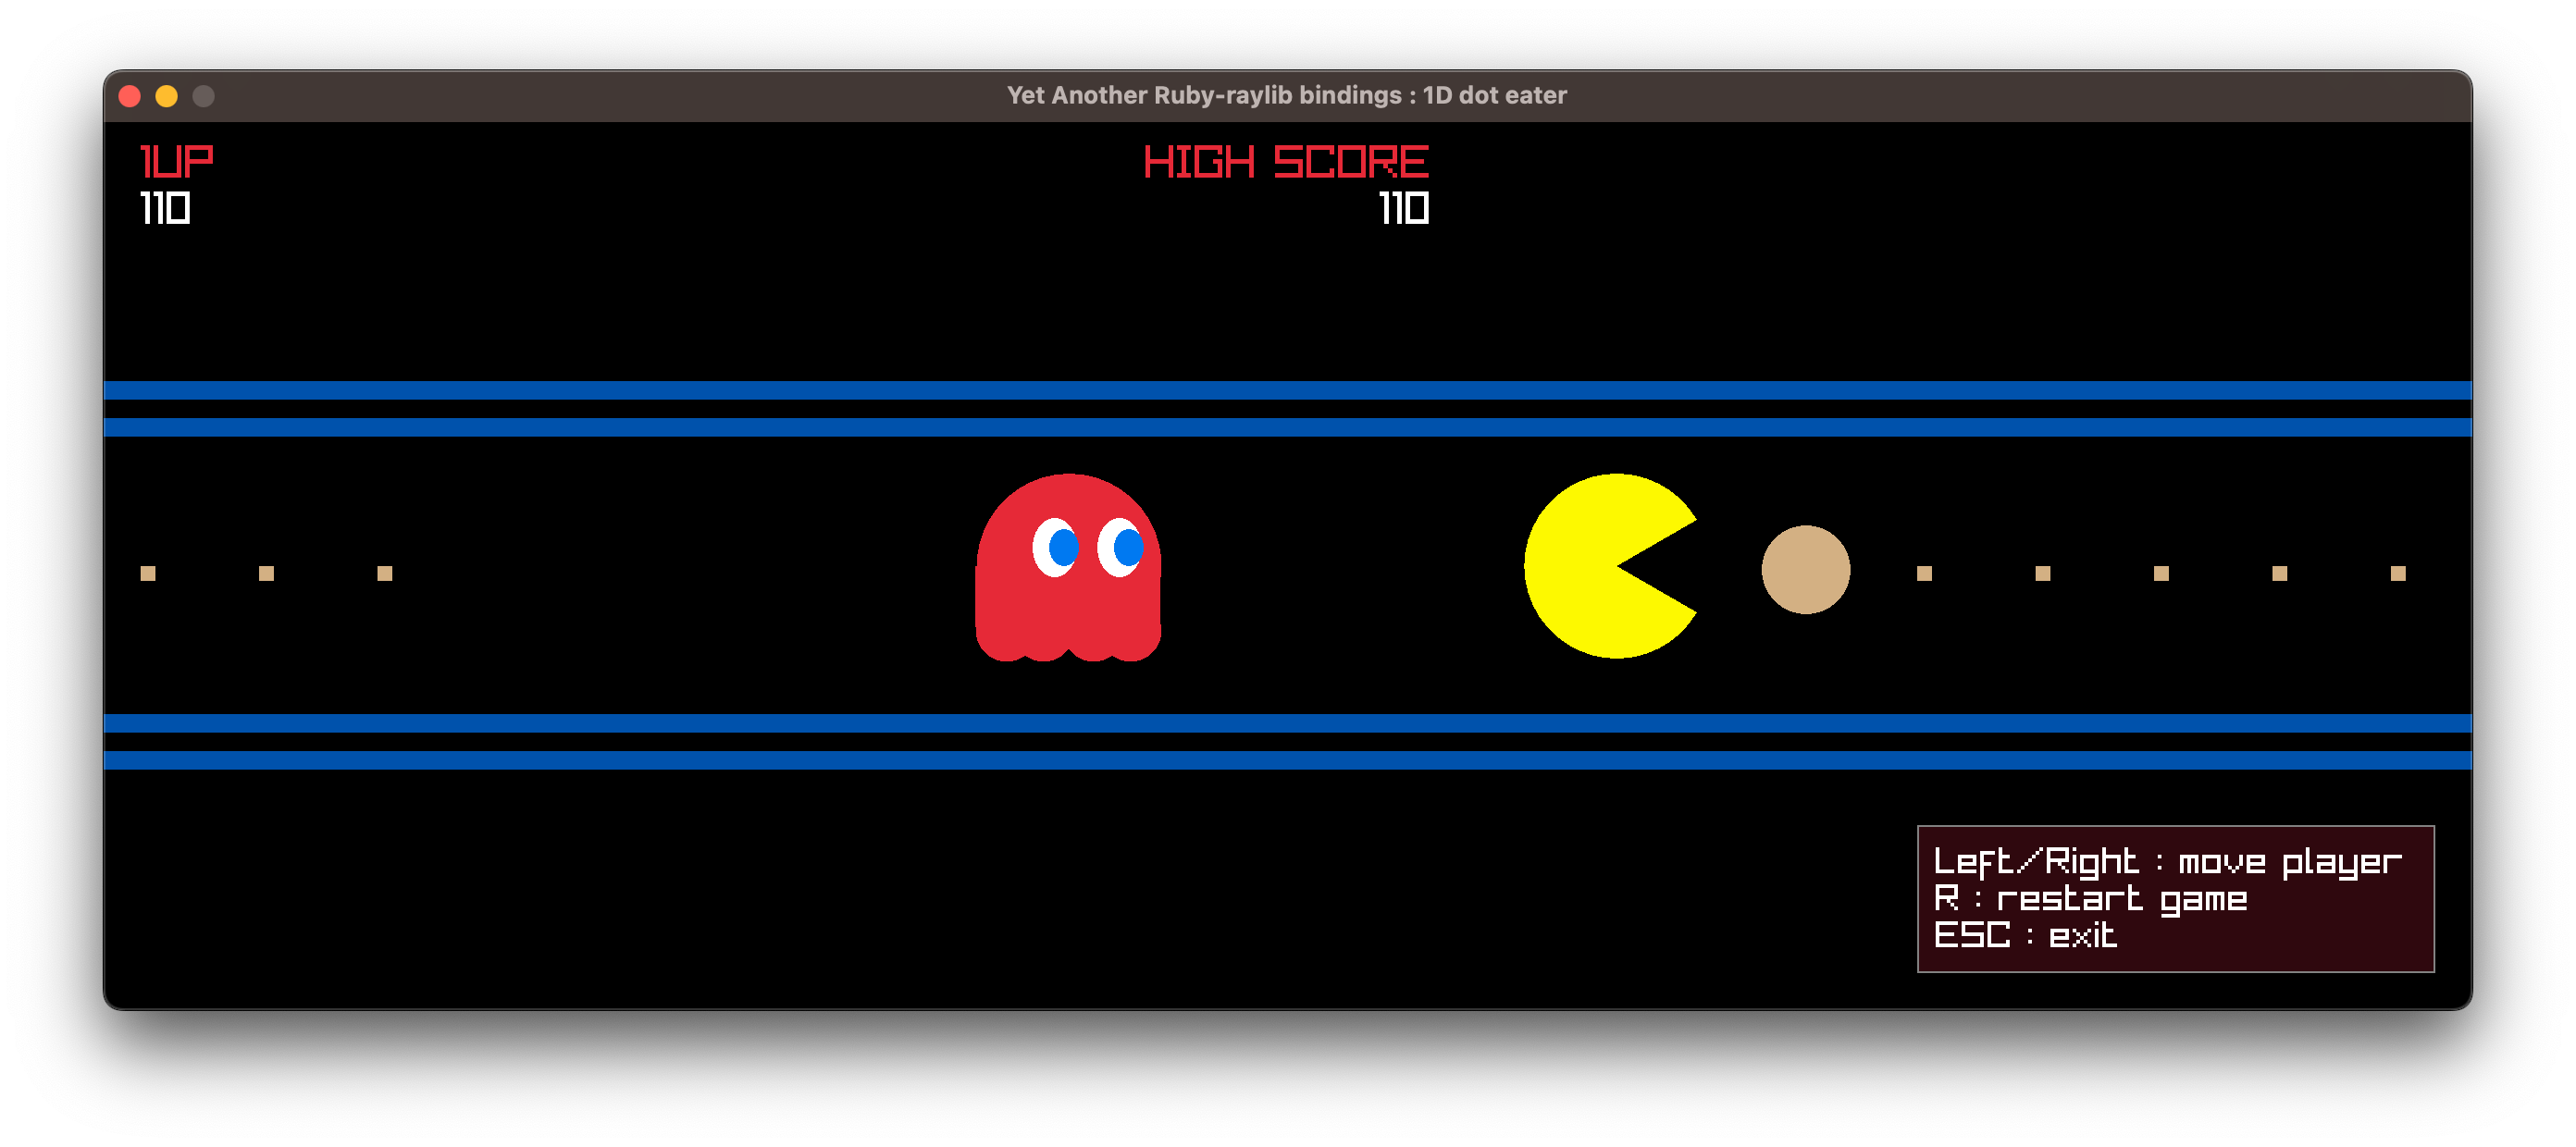 Yet Another Ruby-raylib bindings : 1D dot eater
1UP
110
HIGH SCORE
110
Left/Right : move player
R : restart game
ESC : exit